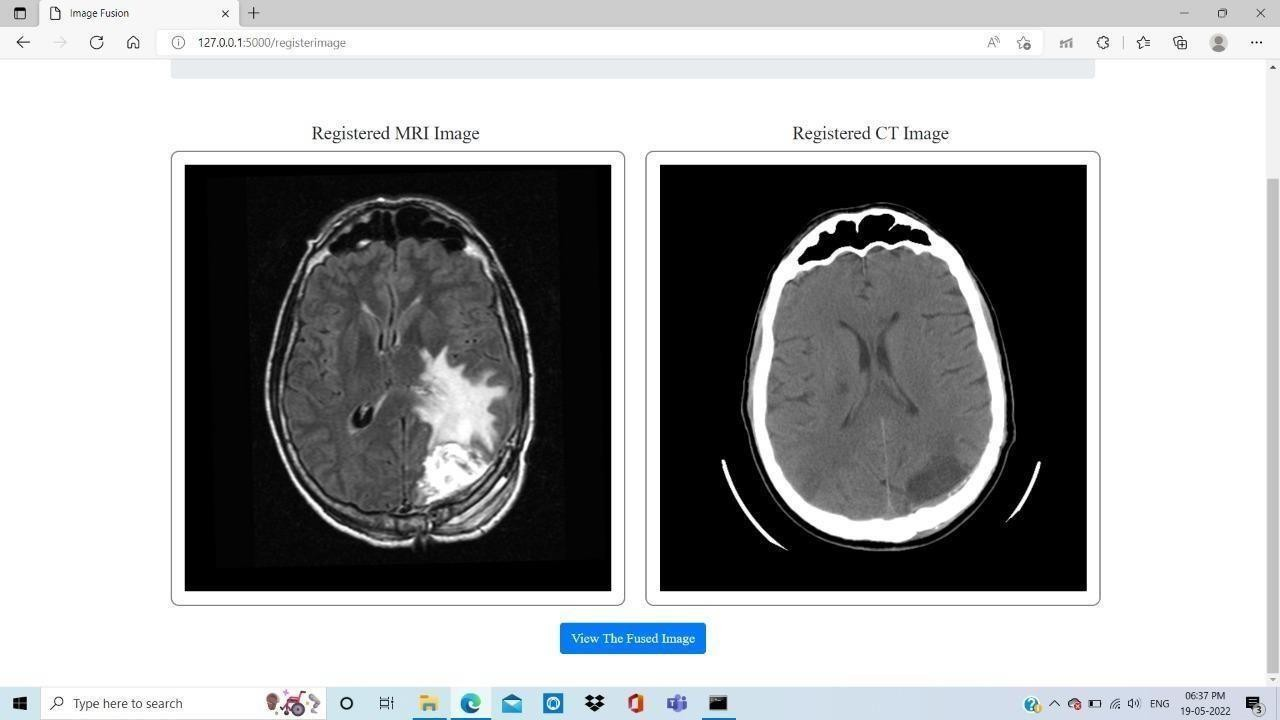 Image Fusion
127.0.0.1:5000/registerimage
Registered MRI Image
Registered CT Image
View The Fused Image
Type here to search
ENG
06:37 PM
19-05-2022
3